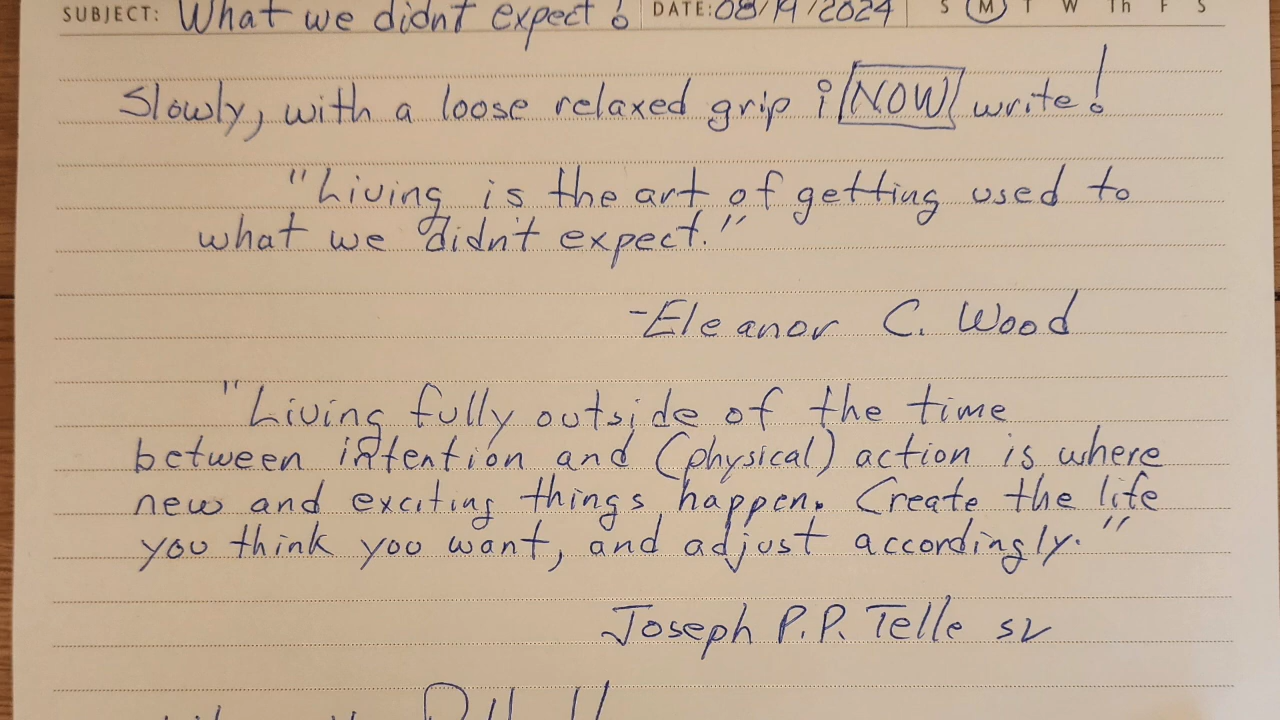 SUBJECT: What we didnt expect! DATE: 08/19/2024 S M T W Th F S
Slowly, with a loose relaxed grip i NOW write!
"Living is the art of getting used to
what we didn't expect."
-Eleanor C. Wood
"Living fully outside of the time
between intention and (physical) action is where
new and exciting things happen. Create the life
you think you want, and adjust accordingly."
Joseph P.P. Telle sr